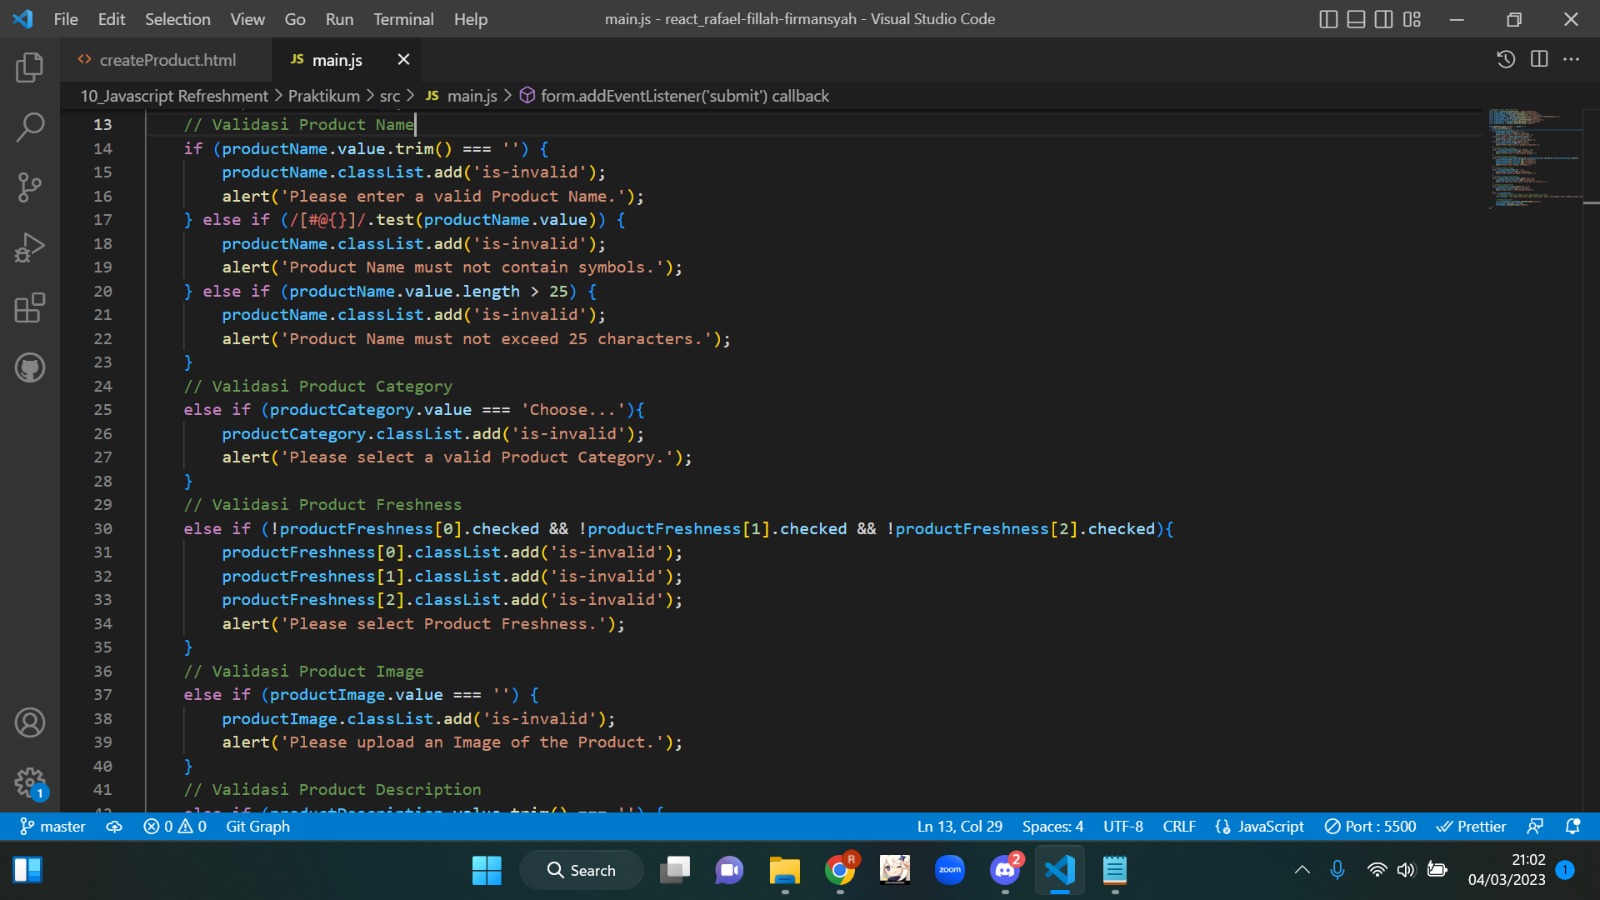 File Edit Selection View Go Run Terminal Help main.js - react_rafael-fillah-firmansyah - Visual Studio Code
<> createProduct.html JS main.js
10_Javascript Refreshment > Praktikum > src > JS main.js > form.addEventListener('submit') callback
13 // Validasi Product Name
14 if (productName.value.trim() === '') {
15 productName.classList.add('is-invalid');
16 alert('Please enter a valid Product Name.');
17 } else if (/[#@{}]/.test(productName.value)) {
18 productName.classList.add('is-invalid');
19 alert('Product Name must not contain symbols.');
20 } else if (productName.value.length > 25) {
21 productName.classList.add('is-invalid');
22 alert('Product Name must not exceed 25 characters.');
23 }
24 // Validasi Product Category
25 else if (productCategory.value === 'Choose...'){
26 productCategory.classList.add('is-invalid');
27 alert('Please select a valid Product Category.');
28 }
29 // Validasi Product Freshness
30 else if (!productFreshness[0].checked && !productFreshness[1].checked && !productFreshness[2].checked){
31 productFreshness[0].classList.add('is-invalid');
32 productFreshness[1].classList.add('is-invalid');
33 productFreshness[2].classList.add('is-invalid');
34 alert('Please select Product Freshness.');
35 }
36 // Validasi Product Image
37 else if (productImage.value === '') {
38 productImage.classList.add('is-invalid');
39 alert('Please upload an Image of the Product.');
40 }
41 // Validasi Product Description
42 else if (productDescription.value.trim() === '') {
1
master 0 0 Git Graph Ln 13, Col 29 Spaces: 4 UTF-8 CRLF {} JavaScript Port : 5500 Prettier
Search R zoom 2 21:02
04/03/2023 1